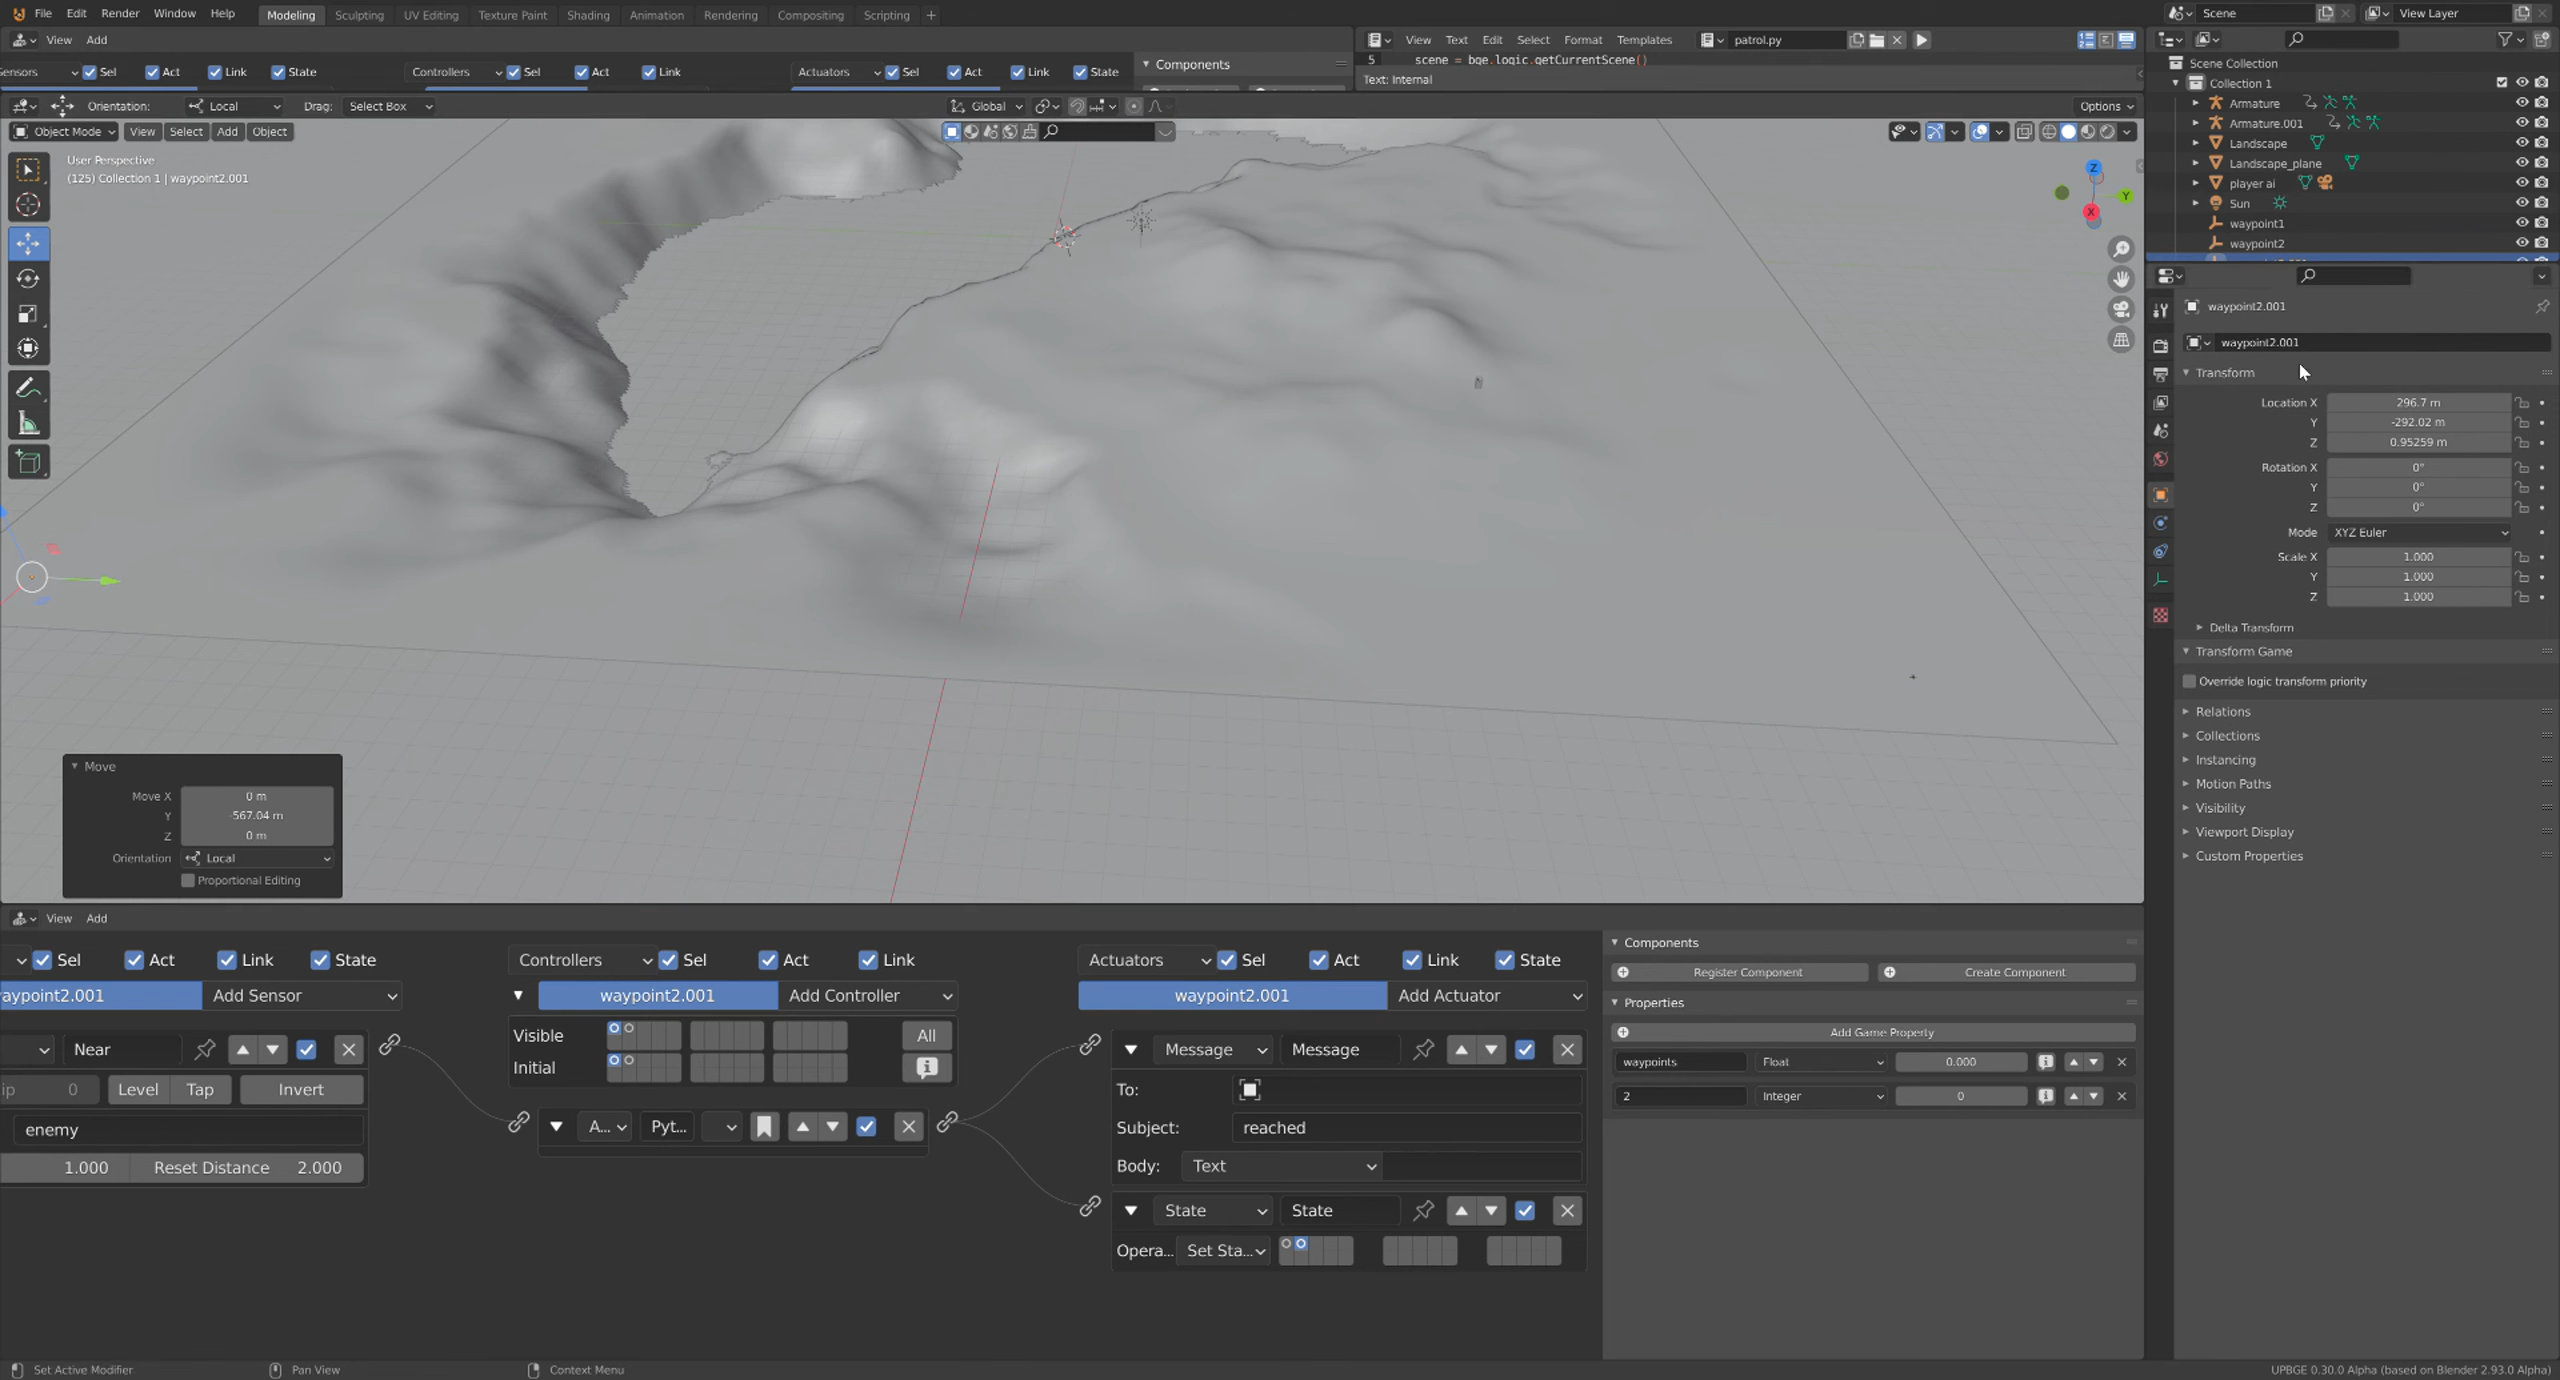 File Edit Render Window Help Modeling Sculpting UV Editing Texture Paint Shading Animation Rendering Compositing Scripting + Scene View Layer
View Add View Text Edit Select Format Templates patrol.py
5 scene = bge.logic.getCurrentScene()
ensors Sel Act Link State Controllers Sel Act Link Actuators Sel Act Link State Components
Text: Internal
Orientation: Local Drag: Select Box Global Options
Object Mode View Select Add Object
User Perspective
(125) Collection 1 | waypoint2.001
Z
Y
X
Scene Collection
Collection 1
Armature
Armature.001
Landscape
Landscape_plane
player ai
Sun
waypoint1
waypoint2
waypoint2.001
waypoint2.001
Transform
Location X 296.7 m
Y -292.02 m
Z 0.95259 m
Rotation X 0°
Y 0°
Z 0°
Mode XYZ Euler
Scale X 1.000
Y 1.000
Z 1.000
Delta Transform
Transform Game
Override logic transform priority
Relations
Collections
Instancing
Motion Paths
Visibility
Viewport Display
Custom Properties
Move
Move X 0 m
Y -567.04 m
Z 0 m
Orientation Local
Proportional Editing
View Add
Sel Act Link State Controllers Sel Act Link Actuators Sel Act Link State
aypoint2.001 Add Sensor waypoint2.001 Add Controller waypoint2.001 Add Actuator
Near
ip 0 Level Tap Invert
enemy
1.000 Reset Distance 2.000
Visible All
Initial
A... Pyt...
Message Message
To:
Subject: reached
Body: Text
State State
Opera... Set Sta...
Components
Register Component Create Component
Properties
Add Game Property
waypoints Float 0.000
2 Integer 0
Set Active Modifier Pan View Context Menu UPBGE 0.30.0 Alpha (based on Blender 2.93.0 Alpha)